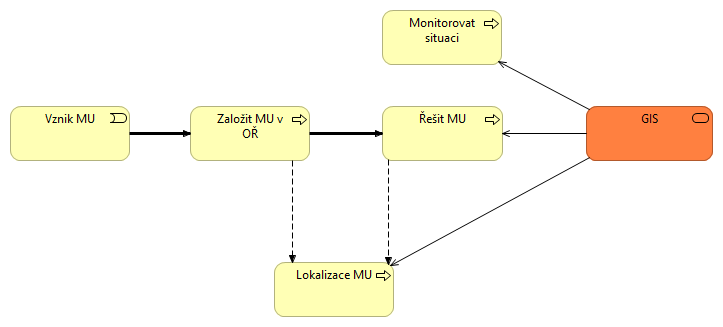 Monitorovat
situaci
Vznik MU
Založit MU v
OŘ
Řešit MU
GIS
Lokalizace MU